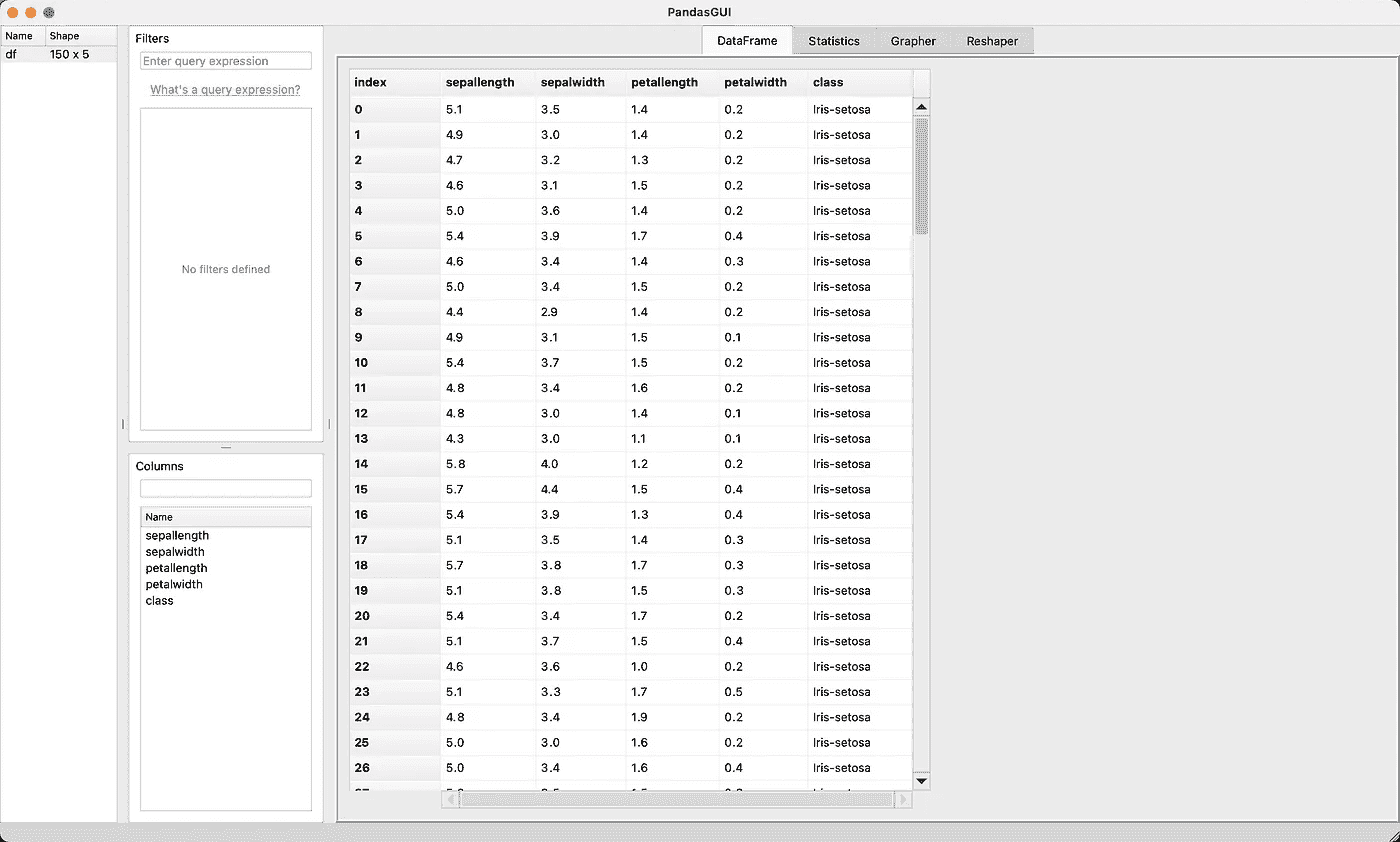 PandasGUI
Name Shape
df 150 x 5
Filters
Enter query expression
What's a query expression?
No filters defined
Columns
Name
sepallength
sepalwidth
petallength
petalwidth
class
DataFrame Statistics Grapher Reshaper
index sepallength sepalwidth petallength petalwidth class
0 5.1 3.5 1.4 0.2 Iris-setosa
1 4.9 3.0 1.4 0.2 Iris-setosa
2 4.7 3.2 1.3 0.2 Iris-setosa
3 4.6 3.1 1.5 0.2 Iris-setosa
4 5.0 3.6 1.4 0.2 Iris-setosa
5 5.4 3.9 1.7 0.4 Iris-setosa
6 4.6 3.4 1.4 0.3 Iris-setosa
7 5.0 3.4 1.5 0.2 Iris-setosa
8 4.4 2.9 1.4 0.2 Iris-setosa
9 4.9 3.1 1.5 0.1 Iris-setosa
10 5.4 3.7 1.5 0.2 Iris-setosa
11 4.8 3.4 1.6 0.2 Iris-setosa
12 4.8 3.0 1.4 0.1 Iris-setosa
13 4.3 3.0 1.1 0.1 Iris-setosa
14 5.8 4.0 1.2 0.2 Iris-setosa
15 5.7 4.4 1.5 0.4 Iris-setosa
16 5.4 3.9 1.3 0.4 Iris-setosa
17 5.1 3.5 1.4 0.3 Iris-setosa
18 5.7 3.8 1.7 0.3 Iris-setosa
19 5.1 3.8 1.5 0.3 Iris-setosa
20 5.4 3.4 1.7 0.2 Iris-setosa
21 5.1 3.7 1.5 0.4 Iris-setosa
22 4.6 3.6 1.0 0.2 Iris-setosa
23 5.1 3.3 1.7 0.5 Iris-setosa
24 4.8 3.4 1.9 0.2 Iris-setosa
25 5.0 3.0 1.6 0.2 Iris-setosa
26 5.0 3.4 1.6 0.4 Iris-setosa